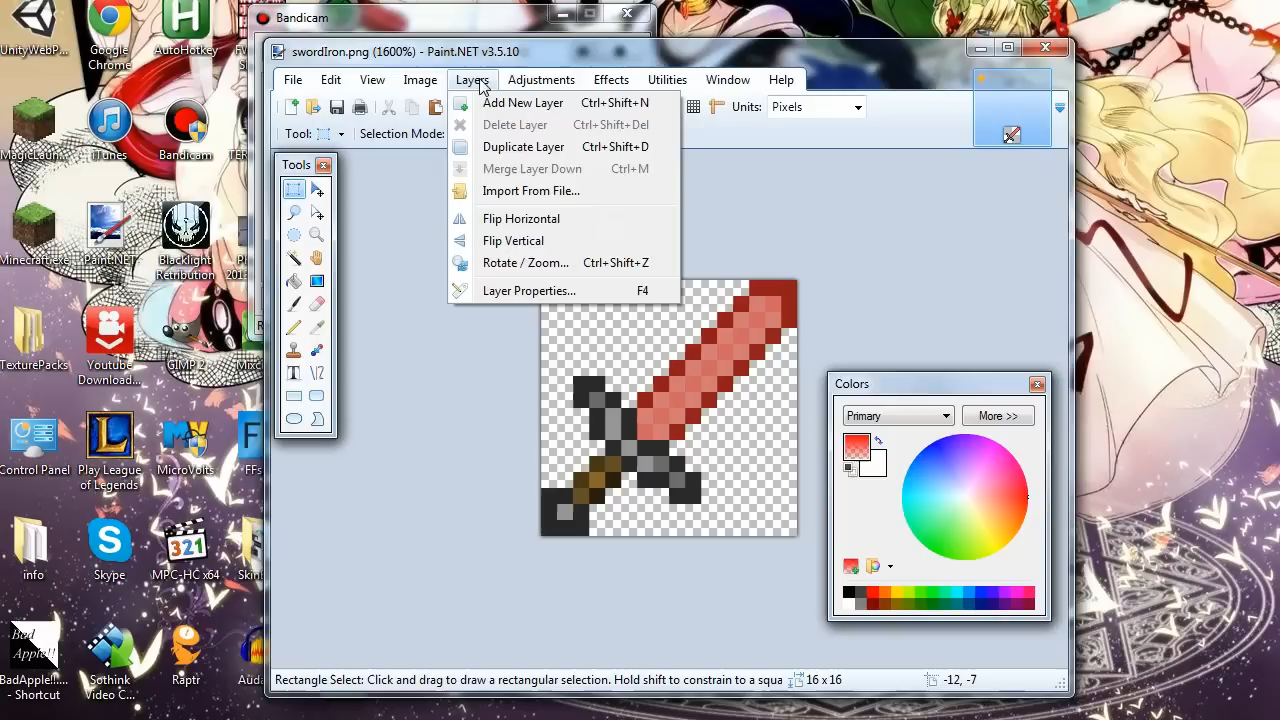 Bandicam
UnityWebP...
Google
Chrome
AutoHotkey
swordIron.png (1600%) - Paint.NET v3.5.10
File Edit View Image Layers Adjustments Effects Utilities Window Help
Add New Layer Ctrl+Shift+N
Units: Pixels
Delete Layer Ctrl+Shift+Del
Tool: Selection Mode:
Duplicate Layer Ctrl+Shift+D
Merge Layer Down Ctrl+M
Import From File...
Flip Horizontal
Flip Vertical
Rotate / Zoom... Ctrl+Shift+Z
Layer Properties... F4
Tools
MagicLaun...
iTunes
Bandicam
Minecraft.exe
Paint.NET
Blacklight
Retribution
TexturePacks
Youtube
Download...
GIMP 2
Control Panel
Play League
of Legends
MicroVolts
FFs
321
info
Skype
MPC-HC x64
Bad
Apple!!...
BadApple!!...
- Shortcut
Sothink
Video C...
Raptr
Colors
Primary
More >>
Rectangle Select: Click and drag to draw a rectangular selection. Hold shift to constrain to a squa
16 x 16
-12, -7